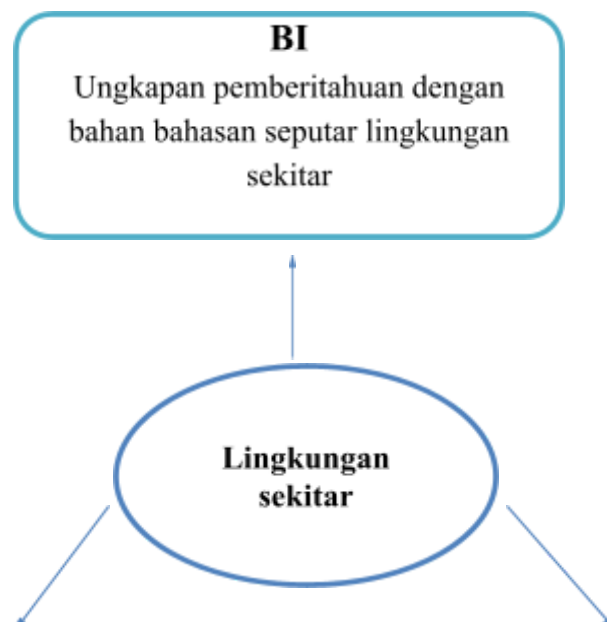 BI
Ungkapan pemberitahuan dengan
bahan bahasan seputar lingkungan
sekitar
Lingkungan
sekitar